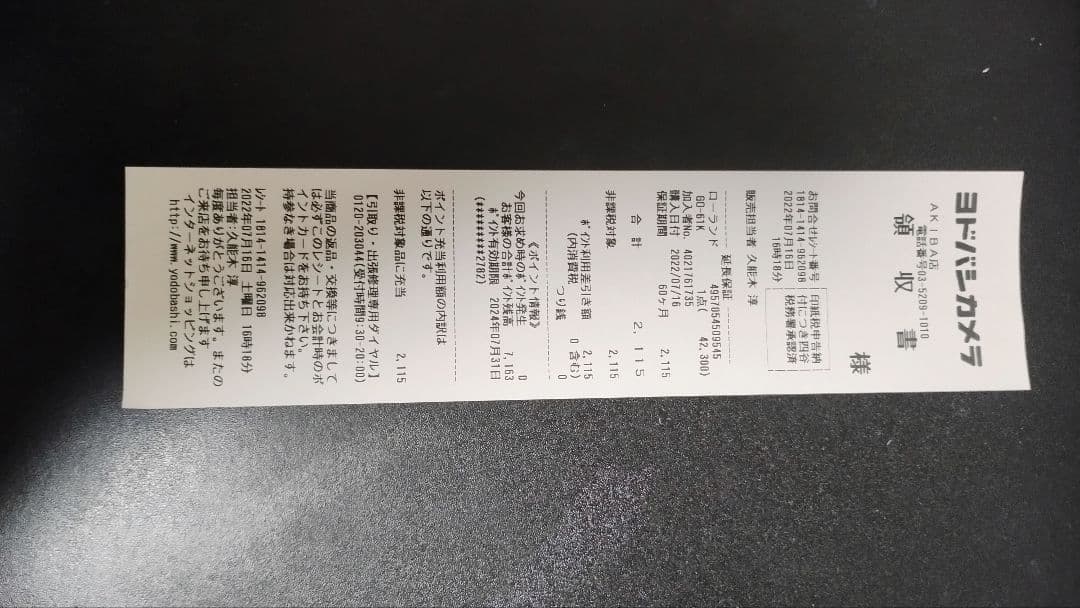 ヨドバシカメラ
AKIBA店
電話番号03-5209-1010
領 収 書
様
お問合せﾚｼｰﾄ番号
1814-1414-962098
2022年07月16日
16時18分
印紙税申告納
付につき四谷
税務署承認済
販売担当者 久能木 淳
延長保証
ローランド 4957054509545
RD-61K 1点( 42,300)
加入者No. 4021761735
購入日付 2022/07/16
保証期間 60ヶ月 2,115
合 計 2,115
非課税対象 2,115
ﾎﾟｲﾝﾄ利用差引き額 2,115
(内消費税 0 含む)
つり銭 0
《ポイント情報》
今回お求め時のﾎﾟｲﾝﾄ発生 0
お客様の合計ﾎﾟｲﾝﾄ残高 7,163
ﾎﾟｲﾝﾄ有効期限 2024年07月31日
(*********2782)
ポイント充当利用額の内訳は
以下の通りです。
非課税対象品に充当 2,115
【引取り・出張修理専用ダイヤル】
0120-203044(受付時間9:30-20:00)
当商品の返品・交換等につきまして
は必ずこのレシートとお会計時のポ
イントカードをお持ち下さい。
持参なき場合は対応出来かねます。
ﾚｼｰﾄ 1814-1414-962098
2022年07月16日 土曜日 16時18分
担当者:久能木 淳
毎度ありがとうございます。またの
ご来店をお待ち申し上げます
インターネットショッピングは
http://www.yodobashi.com